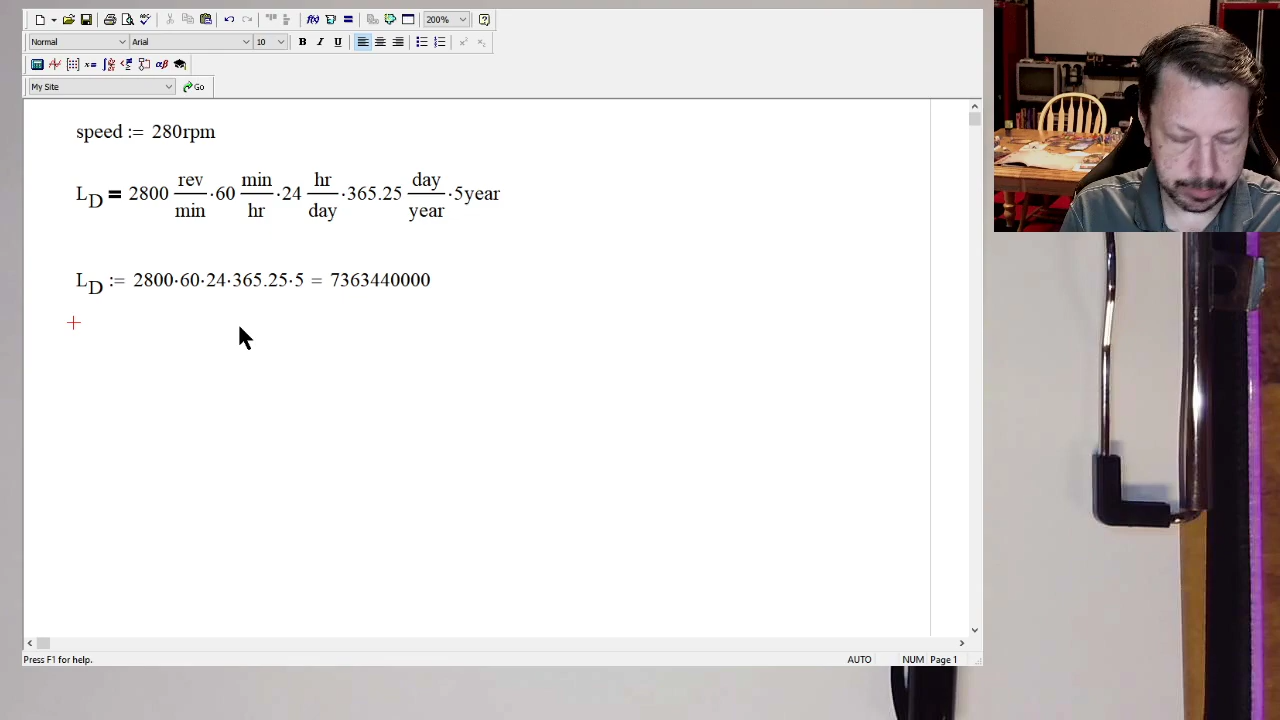 200%
Normal Arial 10 B I U
My Site Go
speed := 280rpm
L_D = 2800 rev/min · 60 min/hr · 24 hr/day · 365.25 day/year · 5year
L_D := 2800·60·24·365.25·5 = 7363440000
Press F1 for help. AUTO NUM Page 1